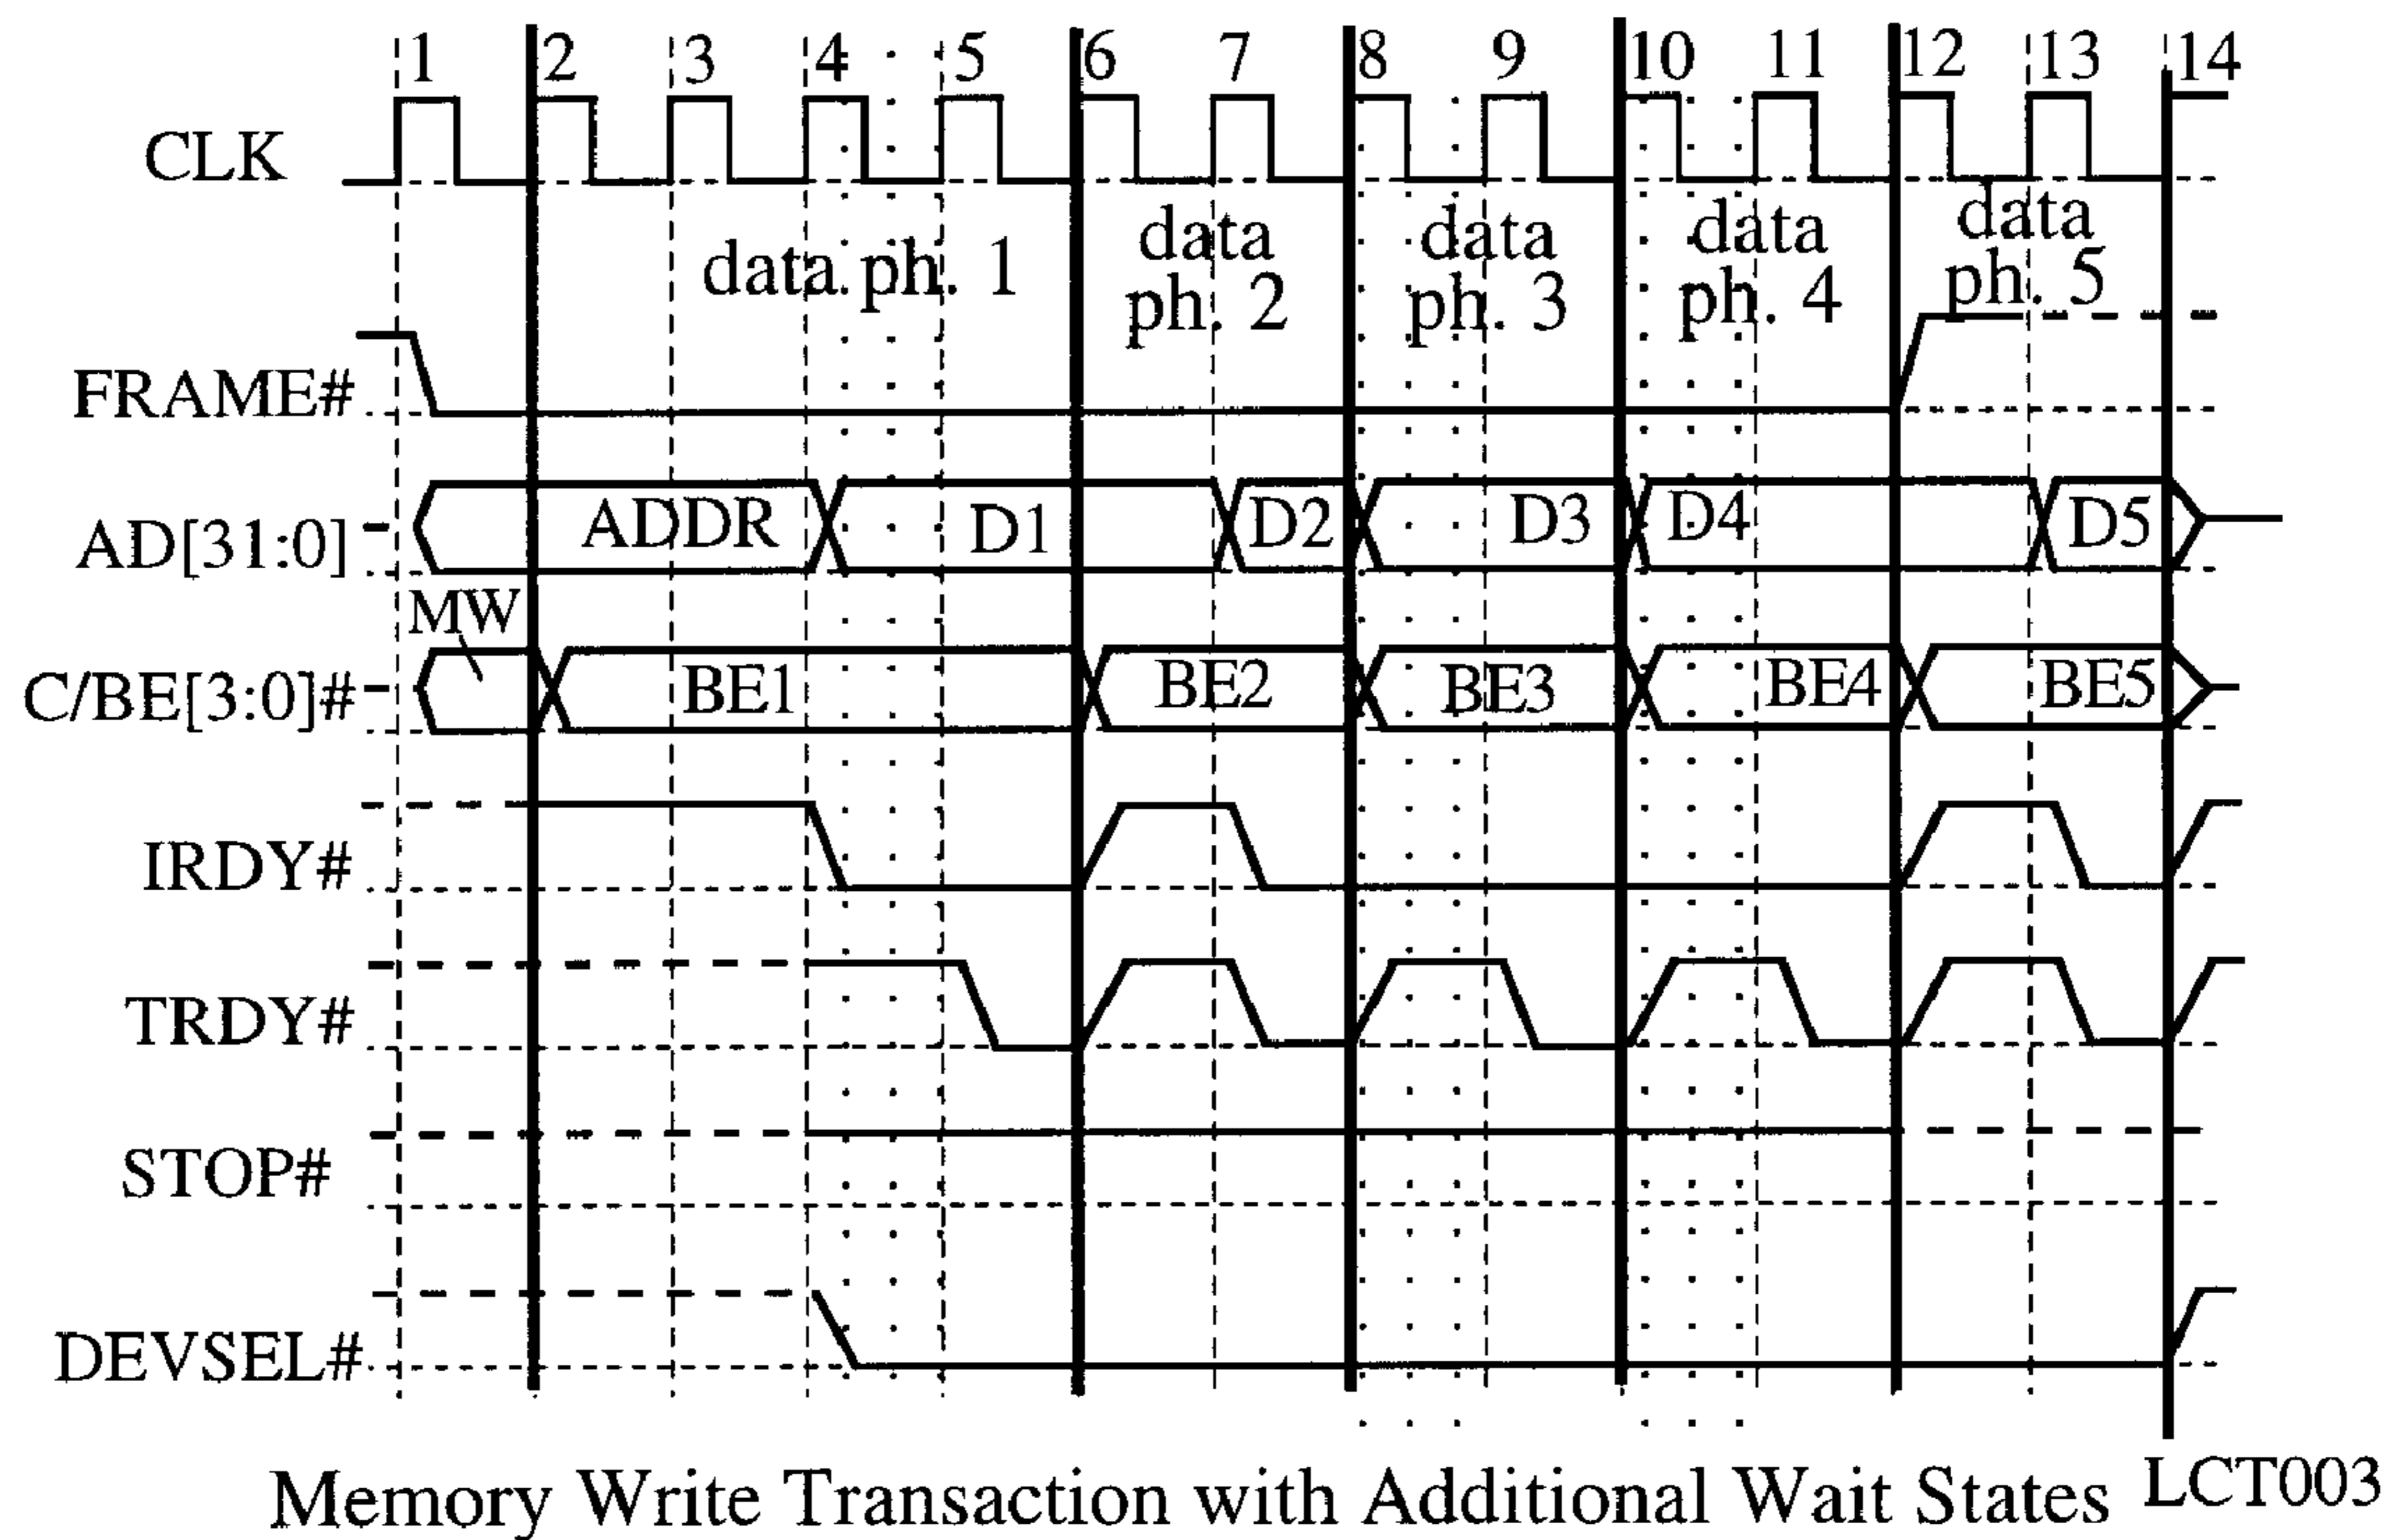 1 2 3 4 5 6 7 8 9 10 11 12 13 14
CLK
data ph. 1
data ph. 2
data ph. 3
data ph. 4
data ph. 5
FRAME#
AD[31:0]
ADDR D1 D2 D3 D4 D5
MW
C/BE[3:0]#
BE1 BE2 BE3 BE4 BE5
IRDY#
TRDY#
STOP#
DEVSEL#
Memory Write Transaction with Additional Wait States
LCT003